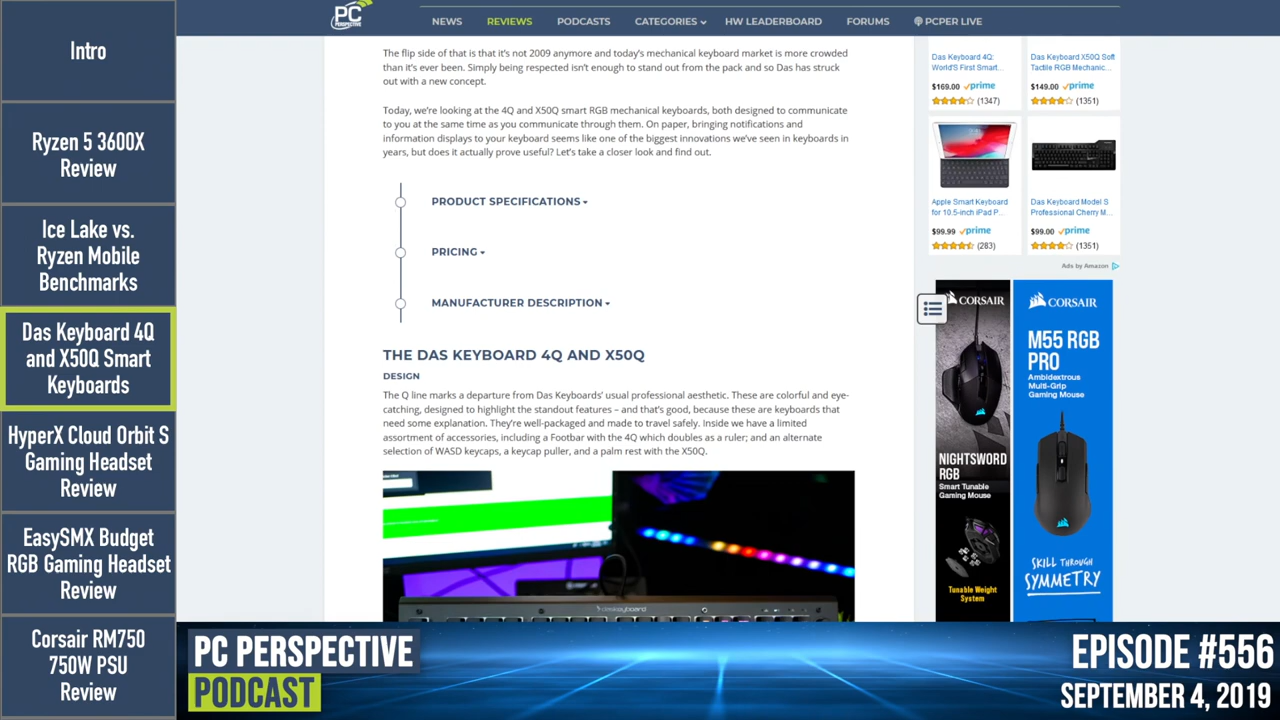 Intro
Ryzen 5 3600X
Review
Ice Lake vs.
Ryzen Mobile
Benchmarks
Das Keyboard 4Q
and X50Q Smart
Keyboards
HyperX Cloud Orbit S
Gaming Headset
Review
EasySMX Budget
RGB Gaming Headset
Review
Corsair RM750
750W PSU
Review
PC
PERSPECTIVE
NEWS
REVIEWS
PODCASTS
CATEGORIES
HW LEADERBOARD
FORUMS
PCPER LIVE
The flip side of that is that it's not 2009 anymore and today's mechanical keyboard market is more crowded
than it's ever been. Simply being respected isn't enough to stand out from the pack and so Das has struck
out with a new concept.
Today, we're looking at the 4Q and X50Q smart RGB mechanical keyboards, both designed to communicate
to you at the same time as you communicate through them. On paper, bringing notifications and
information displays to your keyboard seems like one of the biggest innovations we've seen in keyboards in
years, but does it actually prove useful? Let's take a closer look and find out.
PRODUCT SPECIFICATIONS
PRICING
MANUFACTURER DESCRIPTION
THE DAS KEYBOARD 4Q AND X50Q
DESIGN
The Q line marks a departure from Das Keyboards' usual professional aesthetic. These are colorful and eye-
catching, designed to highlight the standout features – and that's good, because these are keyboards that
need some explanation. They're well-packaged and made to travel safely. Inside we have a limited
assortment of accessories, including a Footbar with the 4Q which doubles as a ruler; and an alternate
selection of WASD keycaps, a keycap puller, and a palm rest with the X50Q.
daskeyboard
Das Keyboard 4Q:
World'S First Smart...
$169.00 prime
(1347)
Das Keyboard X50Q Soft
Tactile RGB Mechanic...
$149.00 prime
(1351)
Apple Smart Keyboard
for 10.5-inch iPad P...
$99.99 prime
(283)
Das Keyboard Model S
Professional Cherry M...
$99.00 prime
(1351)
Ads by Amazon
CORSAIR
NIGHTSWORD
RGB
Smart Tunable
Gaming Mouse
Tunable Weight
System
CORSAIR
M55 RGB
PRO
Ambidextrous
Multi-Grip
Gaming Mouse
SKILL THROUGH
SYMMETRY
PC PERSPECTIVE
PODCAST
EPISODE #556
SEPTEMBER 4, 2019